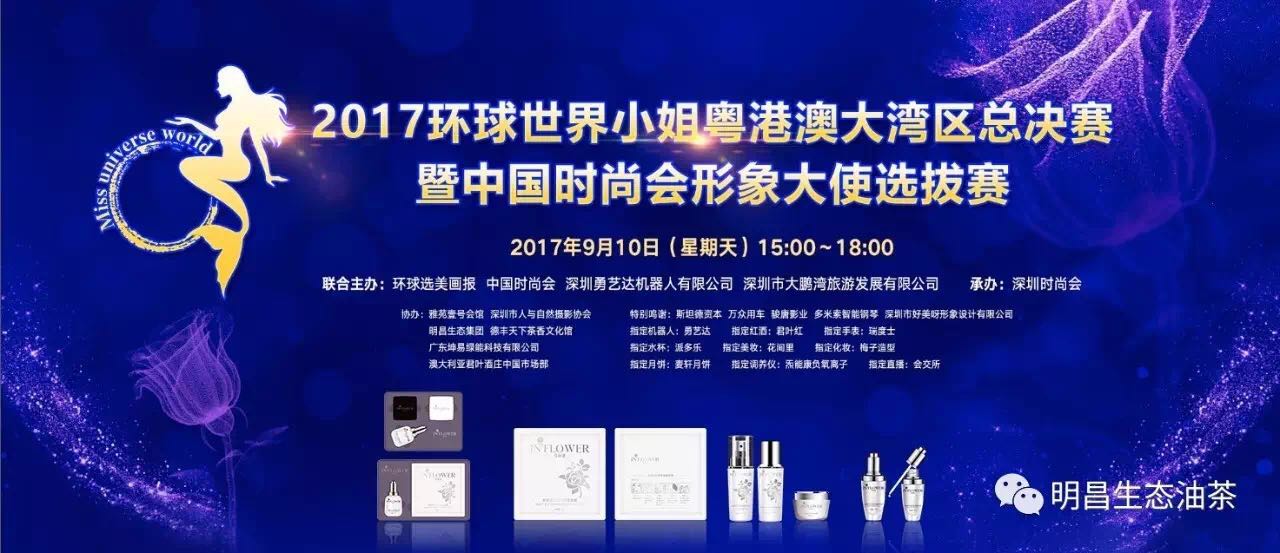 Miss universe world
2017环球世界小姐粤港澳大湾区总决赛
暨中国时尚会形象大使选拔赛
2017年9月10日（星期天）15:00～18:00
联合主办：环球选美画报 中国时尚会 深圳勇艺达机器人有限公司 深圳市大鹏湾旅游发展有限公司 承办：深圳时尚会
协办：雅苑壹号会馆 深圳市人与自然摄影协会
明昌生态集团 德丰天下茶香文化馆
广东坤易绿能科技有限公司
澳大利亚君叶酒庄中国市场部
特别鸣谢：斯坦德资本 万众用车 骏唐影业 多米索智能钢琴 深圳市好美呀形象设计有限公司
指定机器人：勇艺达 指定红酒：君叶红 指定手表：瑞度士
指定水杯：派多乐 指定美妆：花间里 指定化妆：梅子造型
指定月饼：麦轩月饼 指定调养仪：炁能康负氧离子 指定直播：会交所
IN FLOWER
IN FLOWER
IN FLOWER
明昌生态油茶